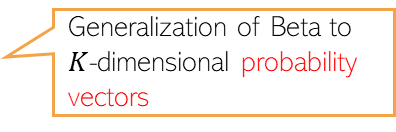 Generalization of Beta to
K-dimensional probability
vectors